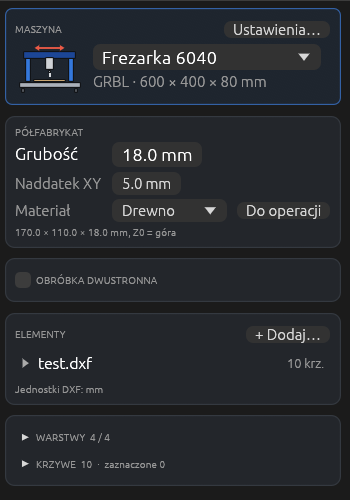 MASZYNA
Ustawienia...
Frezarka 6040
GRBL · 600 × 400 × 80 mm
PÓŁFABRYKAT
Grubość 18.0 mm
Naddatek XY 5.0 mm
Materiał Drewno Do operacji
170.0 × 110.0 × 18.0 mm, Z0 = góra
OBRÓBKA DWUSTRONNA
ELEMENTY + Dodaj...
test.dxf 10 krz.
Jednostki DXF: mm
WARSTWY 4 / 4
KRZYWE 10 · zaznaczone 0